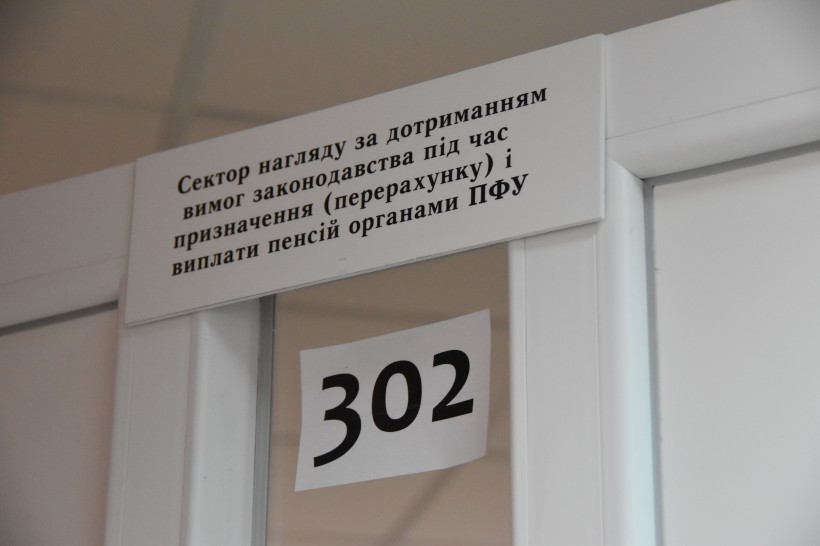 Сектор нагляду за дотриманням
вимог законодавства під час
призначення (перерахунку) і
виплати пенсій органами ПФУ
302